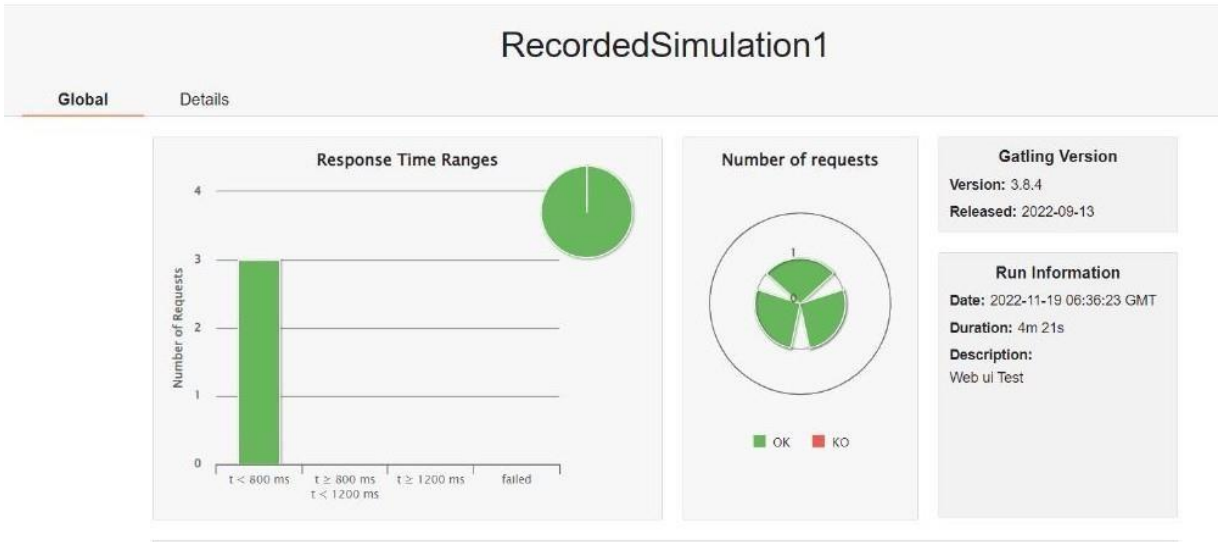 RecordedSimulation1
Global
Details
Response Time Ranges
4
3
2
1
0
Number of Requests
t < 800 ms
t ≥ 800 ms
t < 1200 ms
t ≥ 1200 ms
failed
Number of requests
1
0
OK
KO
Gatling Version
Version: 3.8.4
Released: 2022-09-13
Run Information
Date: 2022-11-19 06:36:23 GMT
Duration: 4m 21s
Description:
Web ui Test